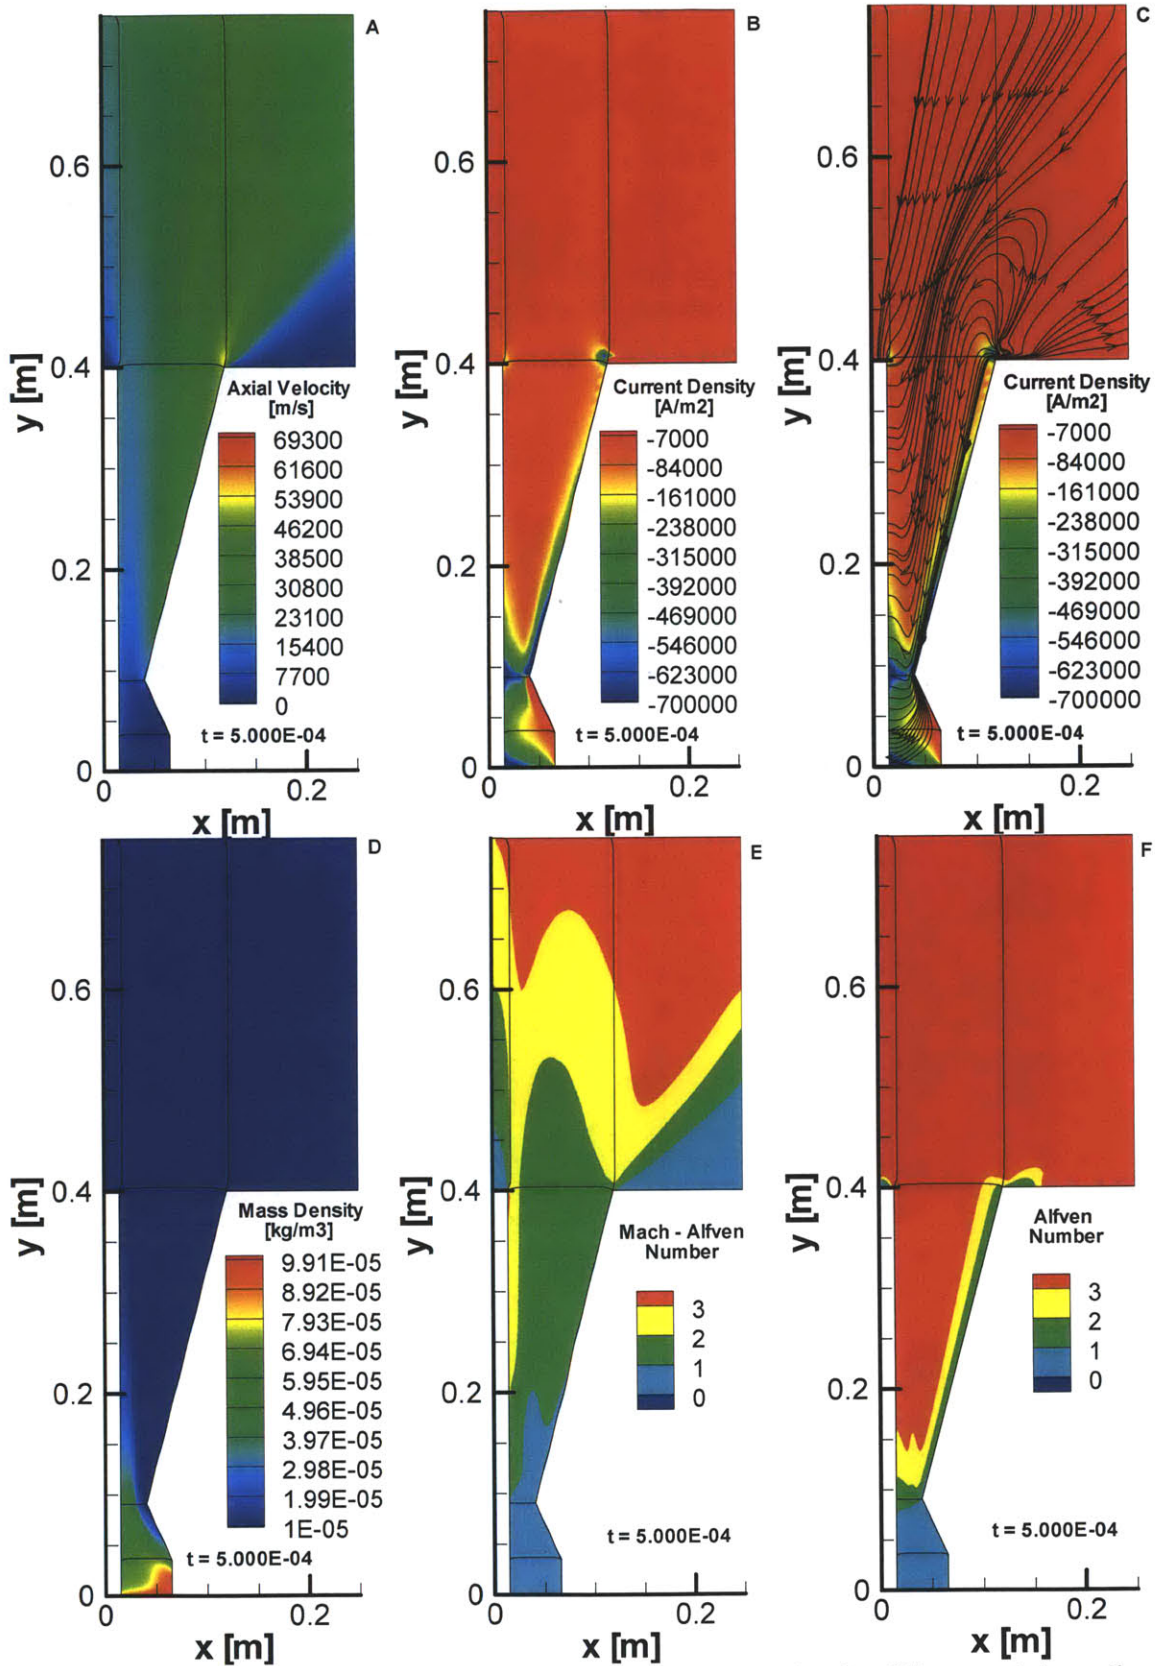 A
0.6
0.4
0.2
0
y [m]
Axial Velocity
[m/s]
69300
61600
53900
46200
38500
30800
23100
15400
7700
0
t = 5.000E-04
0
0.2
x [m]
B
0.6
0.4
0.2
0
y [m]
Current Density
[A/m2]
-7000
-84000
-161000
-238000
-315000
-392000
-469000
-546000
-623000
-700000
t = 5.000E-04
0
0.2
x [m]
C
0.6
0.4
0.2
0
y [m]
Current Density
[A/m2]
-7000
-84000
-161000
-238000
-315000
-392000
-469000
-546000
-623000
-700000
t = 5.000E-04
0
0.2
x [m]
D
0.6
0.4
0.2
0
y [m]
Mass Density
[kg/m3]
9.91E-05
8.92E-05
7.93E-05
6.94E-05
5.95E-05
4.96E-05
3.97E-05
2.98E-05
1.99E-05
1E-05
t = 5.000E-04
0
0.2
x [m]
E
0.6
0.4
0.2
0
y [m]
Mach - Alfven
Number
3
2
1
0
t = 5.000E-04
0
0.2
x [m]
F
0.6
0.4
0.2
0
y [m]
Alfven
Number
3
2
1
0
t = 5.000E-04
0
0.2
x [m]